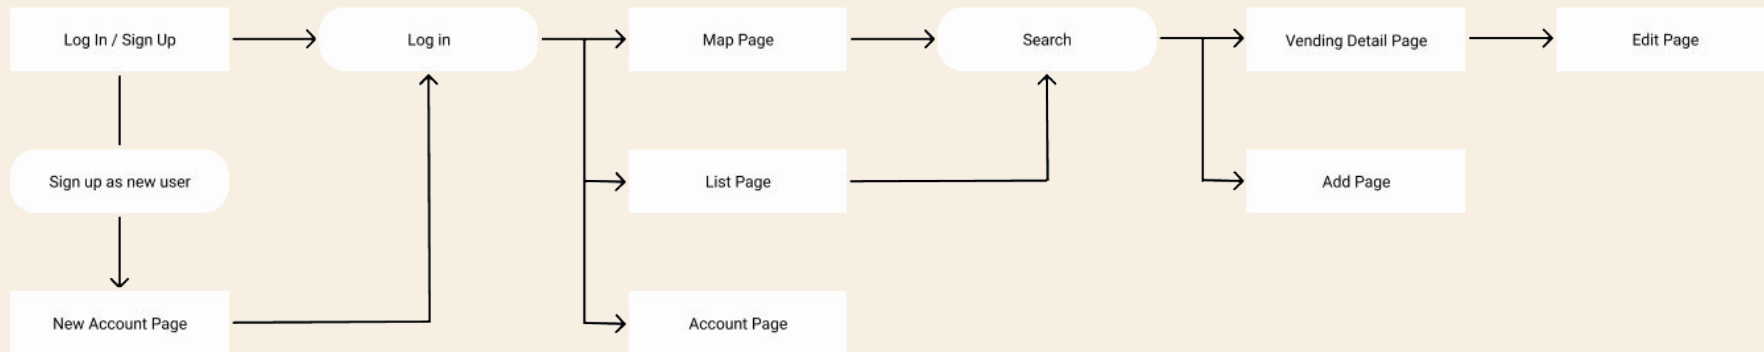 Log In / Sign Up
Log in
Map Page
Search
Vending Detail Page
Edit Page
Sign up as new user
List Page
Add Page
New Account Page
Account Page